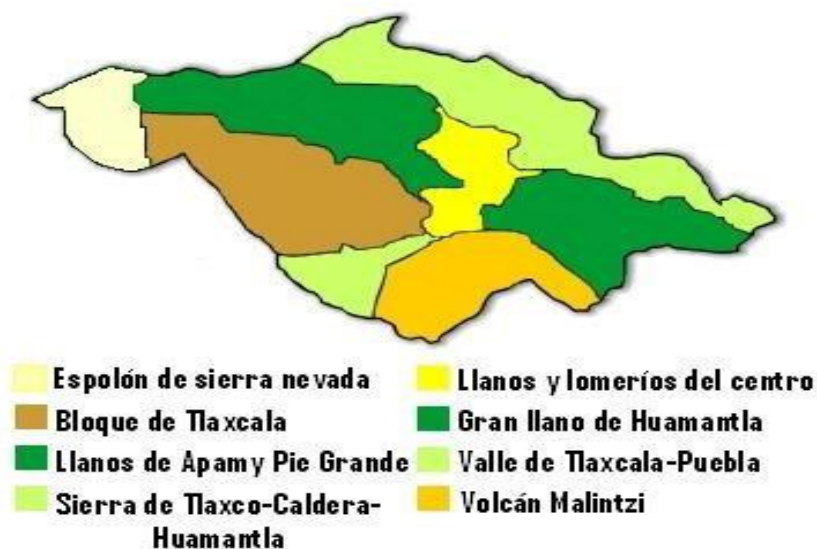 Espolón de sierra nevada
Bloque de Tlaxcala
Llanos de Apam y Pie Grande
Sierra de Tlaxco-Caldera-
Huamantla
Llanos y lomeríos del centro
Gran llano de Huamantla
Valle de Tlaxcala-Puebla
Volcán Malintzi